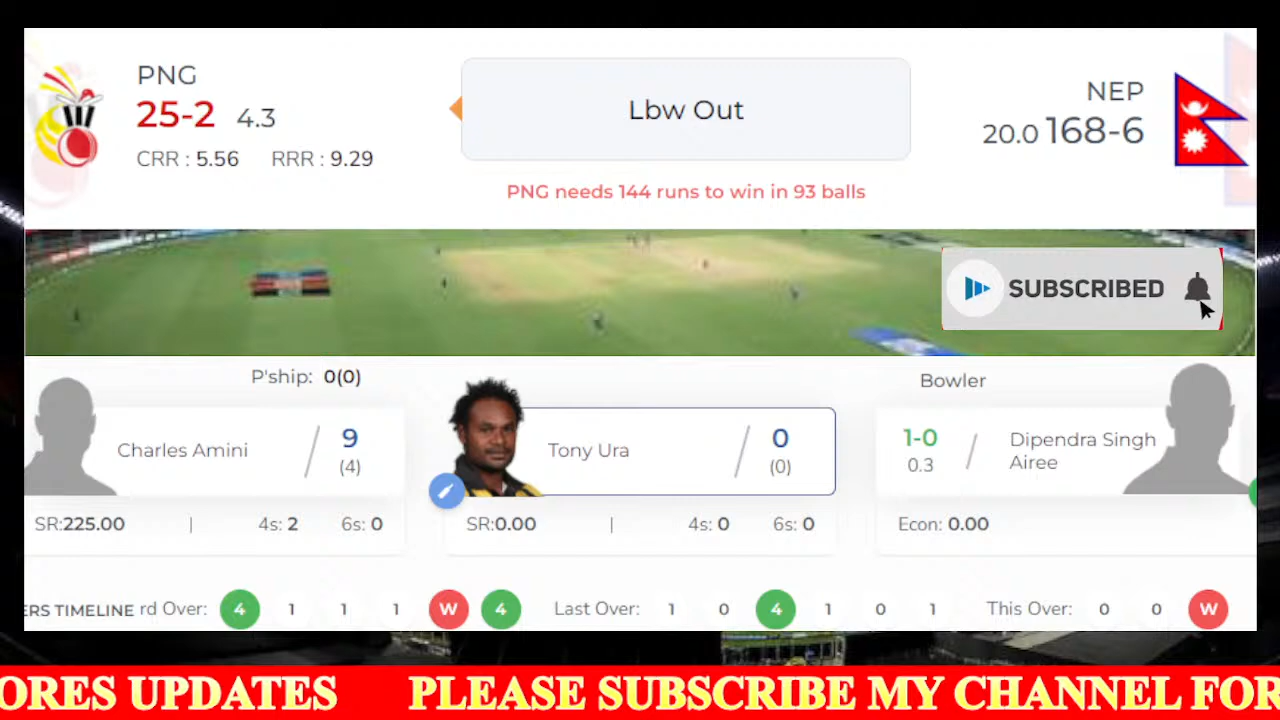 PNG
25-2 4.3
CRR : 5.56 RRR : 9.29
Lbw Out
PNG needs 144 runs to win in 93 balls
NEP
20.0 168-6
SUBSCRIBED
P'ship: 0(0)
Charles Amini 9
(4)
SR:225.00 | 4s: 2 6s: 0
Tony Ura 0
(0)
SR:0.00 | 4s: 0 6s: 0
Bowler
1-0
0.3
Dipendra Singh
Airee
Econ: 0.00
ERS TIMELINE rd Over: 4 1 1 1 W 4 Last Over: 1 0 4 1 0 1 This Over: 0 0 W
ORES UPDATES PLEASE SUBSCRIBE MY CHANNEL FOR